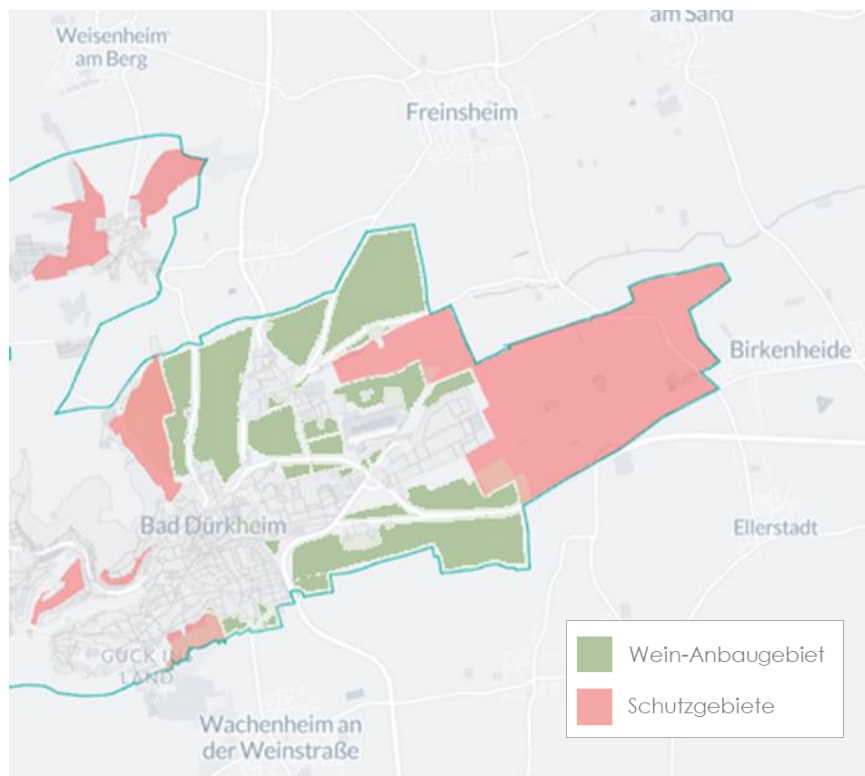 am Sand
Weisenheim
am Berg
Freinsheim
Birkenheide
Bad Dürkheim
Ellerstadt
GUCK INS
LAND
Wachenheim an
der Weinstraße
Wein-Anbaugebiet
Schutzgebiete